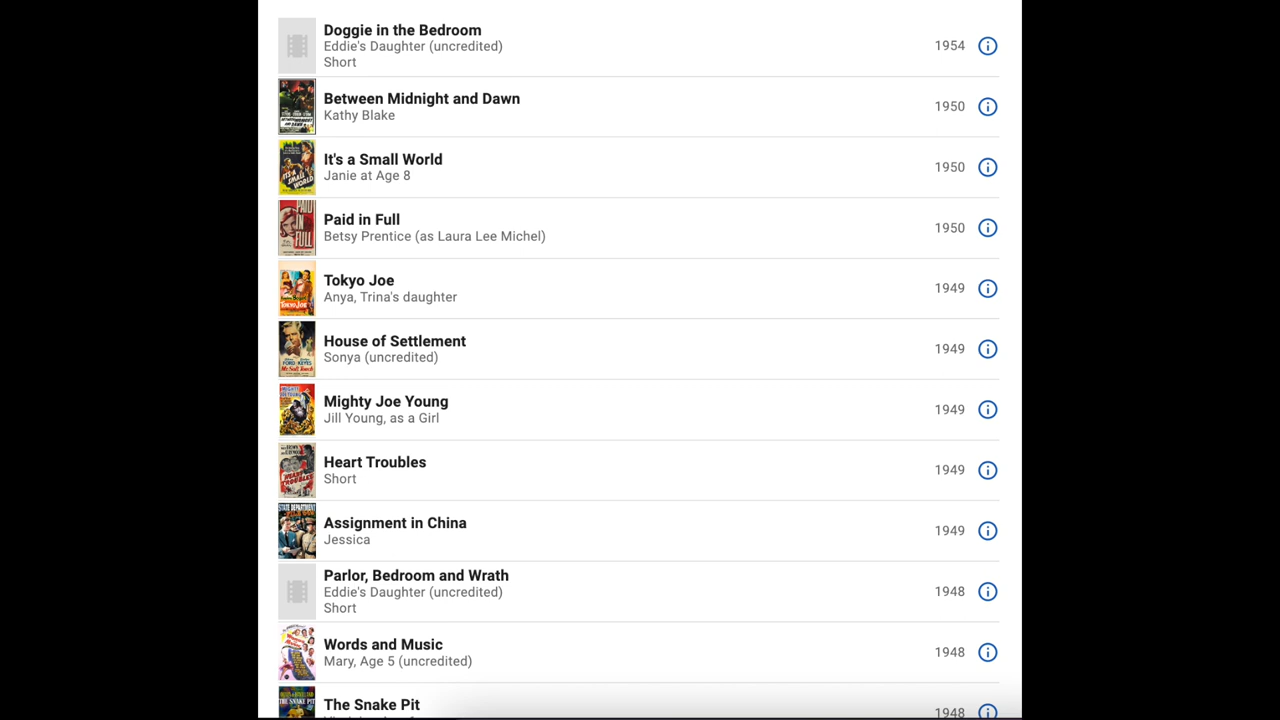 Doggie in the Bedroom
Eddie's Daughter (uncredited)
Short
1954
Between Midnight and Dawn
Kathy Blake
1950
It's a Small World
Janie at Age 8
1950
Paid in Full
Betsy Prentice (as Laura Lee Michel)
1950
Tokyo Joe
Anya, Trina's daughter
1949
House of Settlement
Sonya (uncredited)
1949
Mighty Joe Young
Jill Young, as a Girl
1949
Heart Troubles
Short
1949
Assignment in China
Jessica
1949
Parlor, Bedroom and Wrath
Eddie's Daughter (uncredited)
Short
1948
Words and Music
Mary, Age 5 (uncredited)
1948
The Snake Pit
1948